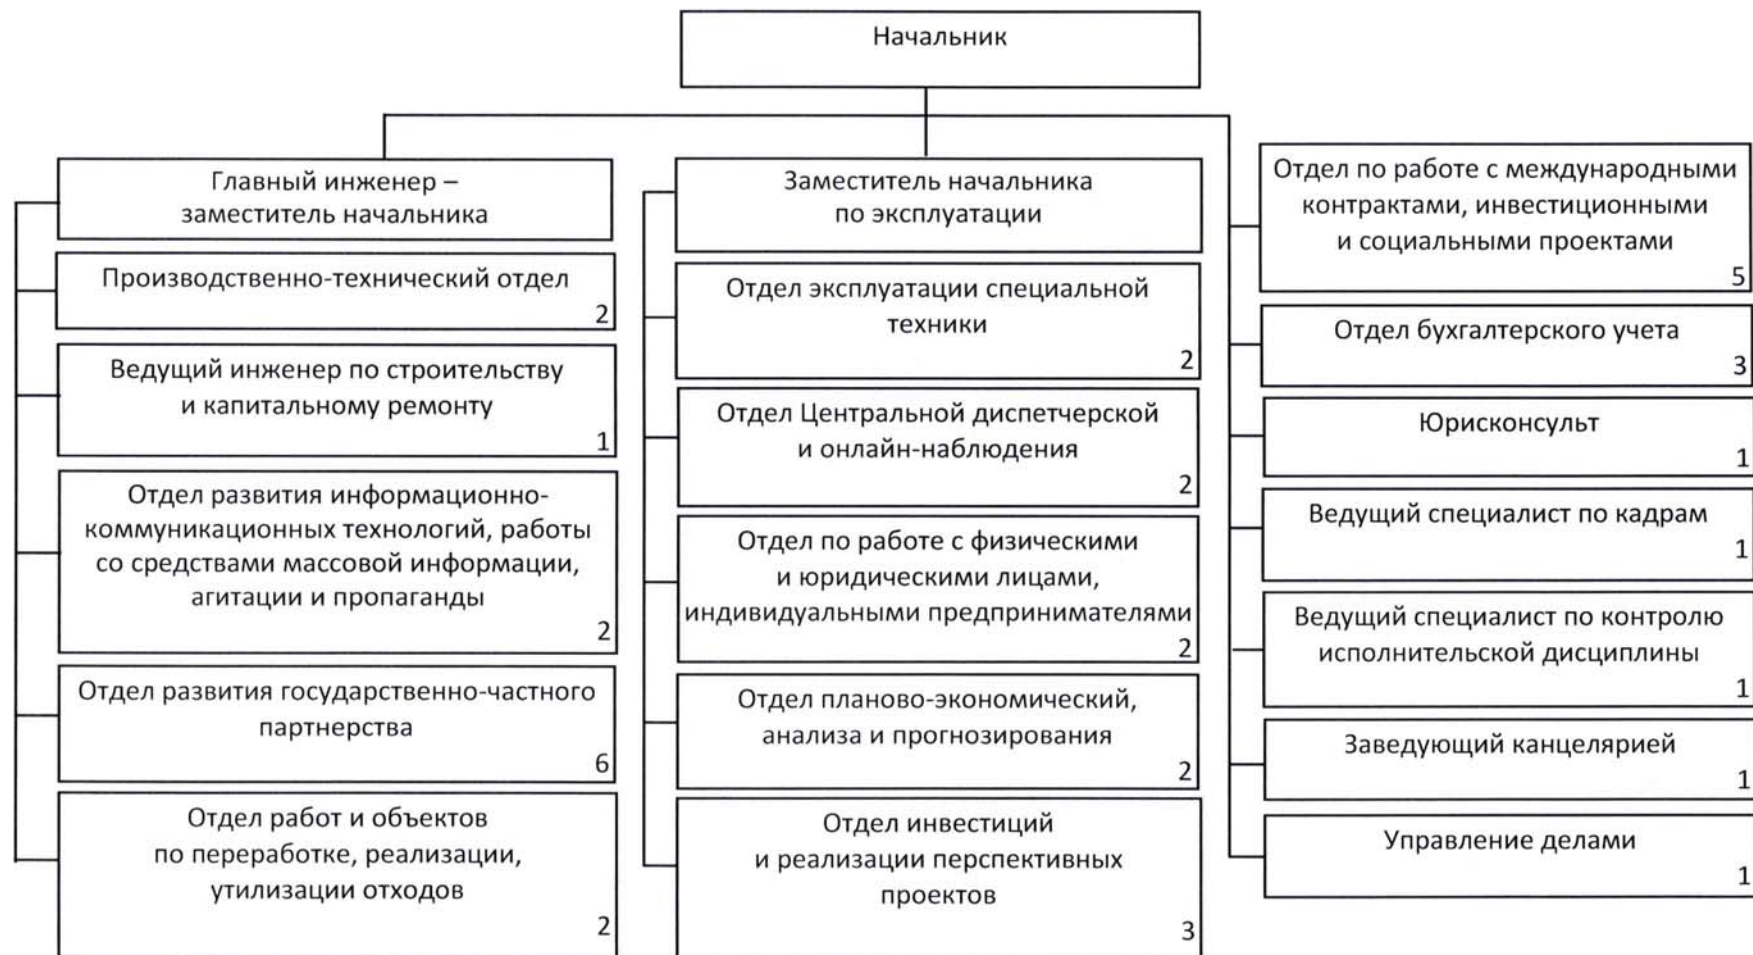 Начальник
Главный инженер –
заместитель начальника
Производственно-технический отдел
2
Ведущий инженер по строительству
и капитальному ремонту
1
Отдел развития информационно-
коммуникационных технологий, работы
со средствами массовой информации,
агитации и пропаганды
2
Отдел развития государственно-частного
партнерства
6
Отдел работ и объектов
по переработке, реализации,
утилизации отходов
2
Заместитель начальника
по эксплуатации
Отдел эксплуатации специальной
техники
2
Отдел Центральной диспетчерской
и онлайн-наблюдения
2
Отдел по работе с физическими
и юридическими лицами,
индивидуальными предпринимателями
2
Отдел планово-экономический,
анализа и прогнозирования
2
Отдел инвестиций
и реализации перспективных
проектов
3
Отдел по работе с международными
контрактами, инвестиционными
и социальными проектами
5
Отдел бухгалтерского учета
3
Юрисконсульт
1
Ведущий специалист по кадрам
1
Ведущий специалист по контролю
исполнительской дисциплины
1
Заведующий канцелярией
1
Управление делами
1